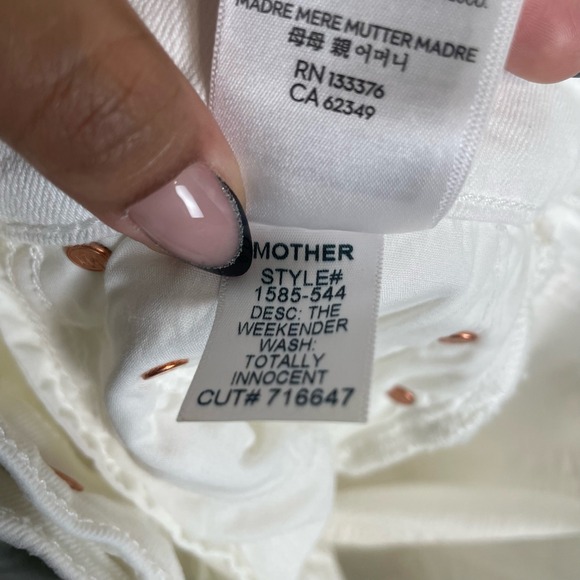 MADRE MERE MUTTER MADRE
母母 親 어머니
RN 133376
CA 62349
MOTHER
STYLE#
1585-544
DESC: THE
WEEKENDER
WASH:
TOTALLY
INNOCENT
CUT# 716647